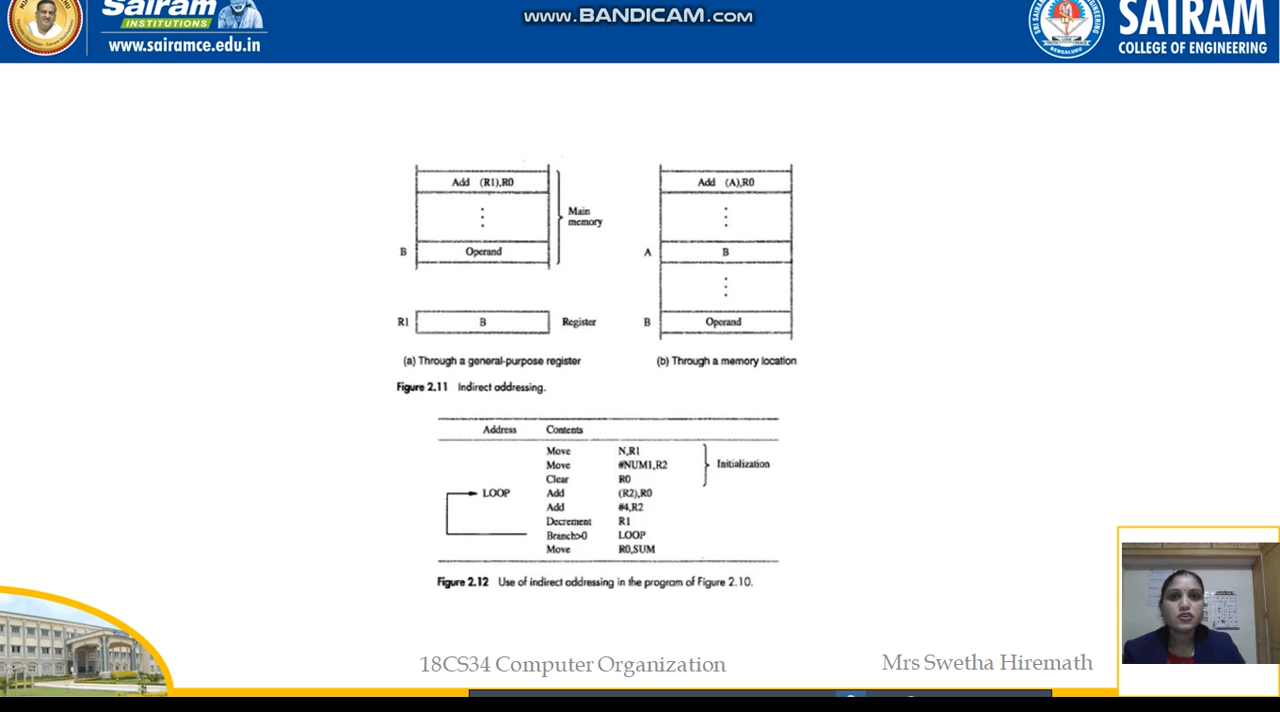 www.BANDICAM.com
Sairam
INSTITUTIONS
www.sairamce.edu.in
SAIRAM
COLLEGE OF ENGINEERING
BENGALURU
Add (R1),R0
Main
memory
B Operand
R1 B Register
(a) Through a general-purpose register
Add (A),R0
A B
B Operand
(b) Through a memory location
Figure 2.11 Indirect addressing.
Address Contents
Move N,R1
Move #NUM1,R2
Clear R0
Initialization
LOOP Add (R2),R0
Add #4,R2
Decrement R1
Branch>0 LOOP
Move R0,SUM
Figure 2.12 Use of indirect addressing in the program of Figure 2.10.
18CS34 Computer Organization
Mrs Swetha Hiremath